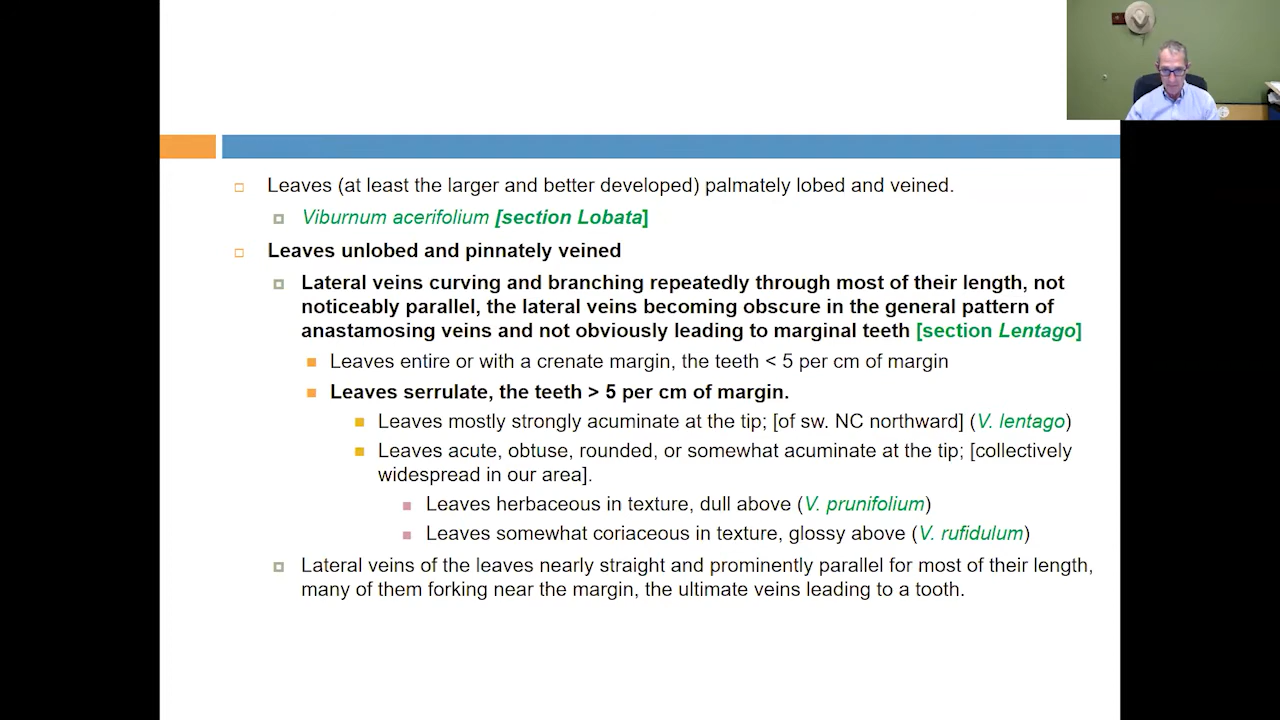 Leaves (at least the larger and better developed) palmately lobed and veined.
Viburnum acerifolium [section Lobata]
Leaves unlobed and pinnately veined
Lateral veins curving and branching repeatedly through most of their length, not
noticeably parallel, the lateral veins becoming obscure in the general pattern of
anastamosing veins and not obviously leading to marginal teeth [section Lentago]
Leaves entire or with a crenate margin, the teeth < 5 per cm of margin
Leaves serrulate, the teeth > 5 per cm of margin.
Leaves mostly strongly acuminate at the tip; [of sw. NC northward] (V. lentago)
Leaves acute, obtuse, rounded, or somewhat acuminate at the tip; [collectively
widespread in our area].
Leaves herbaceous in texture, dull above (V. prunifolium)
Leaves somewhat coriaceous in texture, glossy above (V. rufidulum)
Lateral veins of the leaves nearly straight and prominently parallel for most of their length,
many of them forking near the margin, the ultimate veins leading to a tooth.